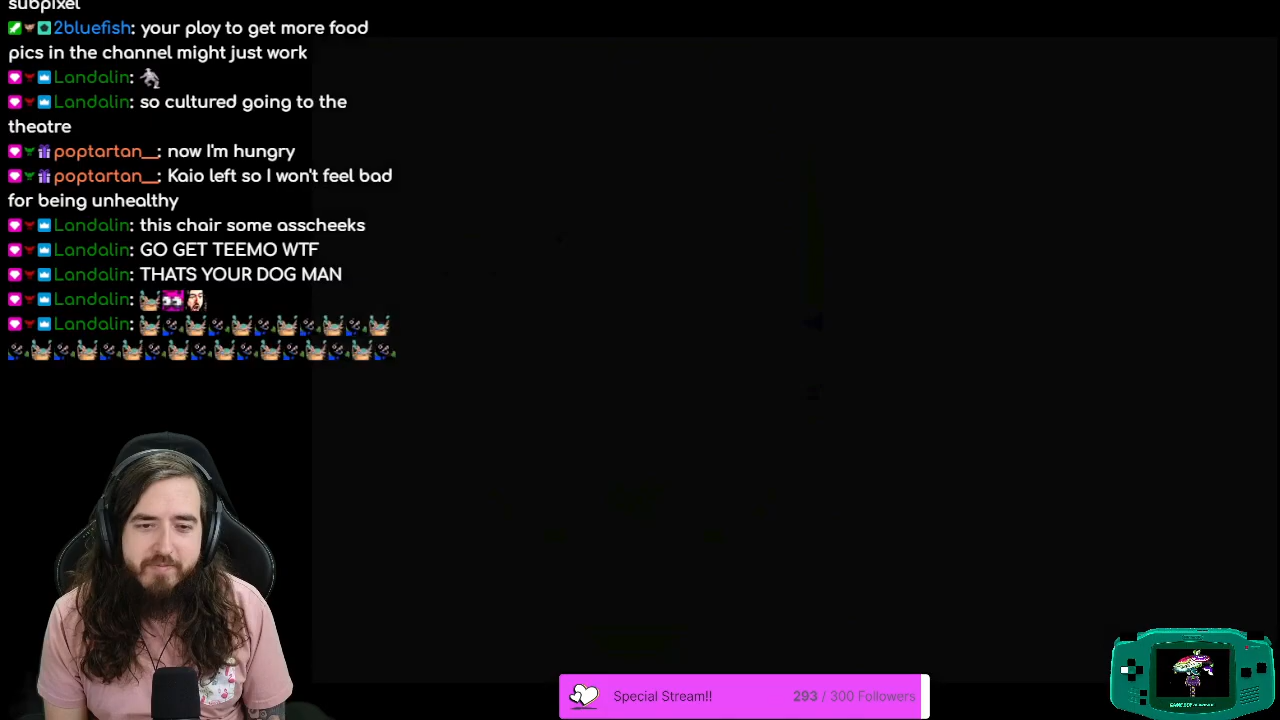 subpixel
2bluefish: your ploy to get more food
pics in the channel might just work
Landalin:
Landalin: so cultured going to the
theatre
poptartan__: now I'm hungry
poptartan__: Kaio left so I won't feel bad
for being unhealthy
Landalin: this chair some asscheeks
Landalin: GO GET TEEMO WTF
Landalin: THATS YOUR DOG MAN
Landalin:
Landalin:
Special Stream!! 293 / 300 Followers